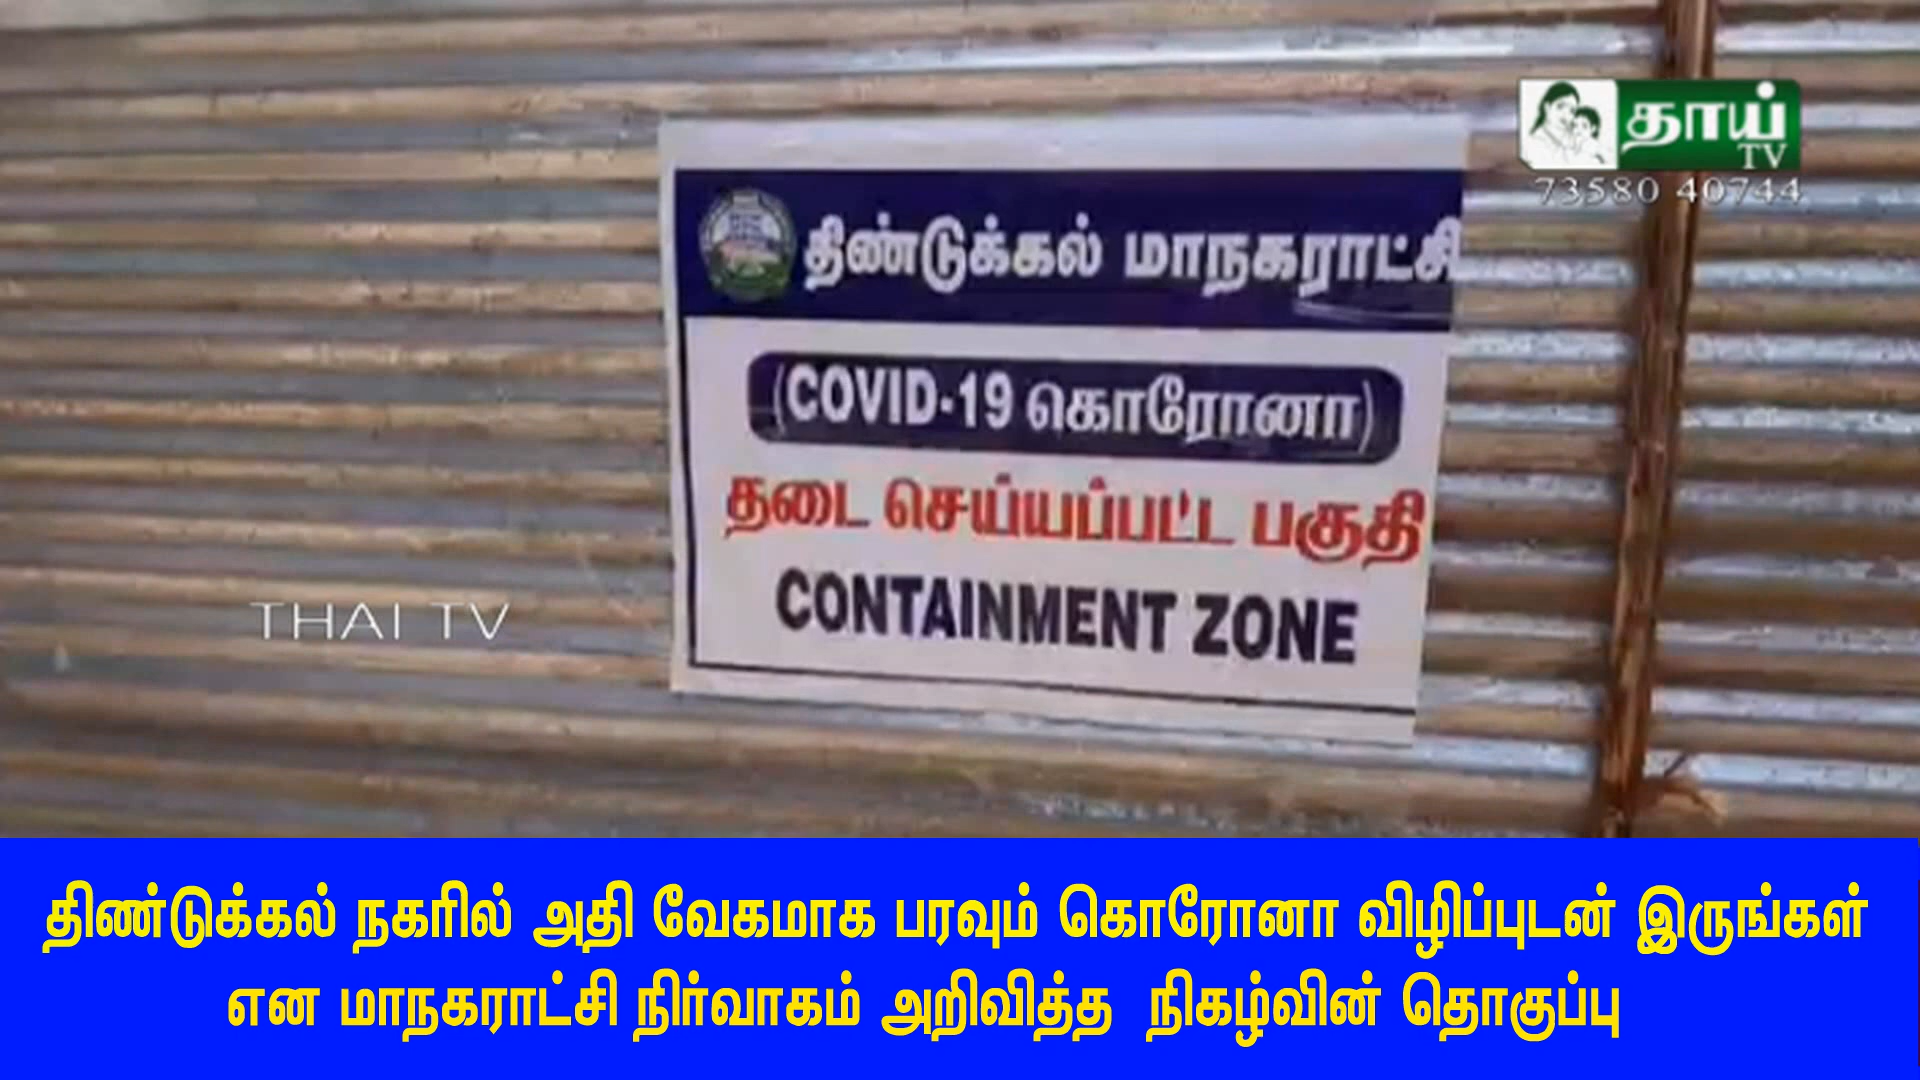 தாய்
TV
73580 40744
திண்டுக்கல் மாநகராட்சி
(COVID-19 கொரோனா)
தடை செய்யப்பட்ட பகுதி
CONTAINMENT ZONE
THAI TV
திண்டுக்கல் நகரில் அதி வேகமாக பரவும் கொரோனா விழிப்புடன் இருங்கள்
என மாநகராட்சி நிர்வாகம் அறிவித்த நிகழ்வின் தொகுப்பு